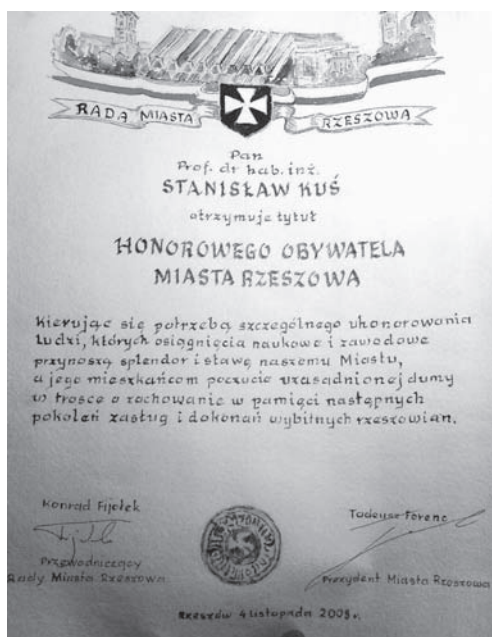 RADA MIASTA RZESZOWA
Pan
Prof. dr hab. inż.
STANISŁAW KUŚ
otrzymuje tytuł
HONOROWEGO OBYWATELA
MIASTA RZESZOWA
Kierując się potrzebą szczególnego uhonorowania
ludzi, których osiągnięcia naukowe i zawodowe
przynoszą splendor i sławę naszemu Miastu,
a jego mieszkańcom poczucie uzasadnionej dumy
w trosce o zachowanie w pamięci następnych
pokoleń zasług i dokonań wybitnych rzeszowian.
Konrad Fijołek
Przewodniczący
Rady Miasta Rzeszowa
Tadeusz Ferenc
Prezydent Miasta Rzeszowa
Rzeszów 4 listopada 2008 r.